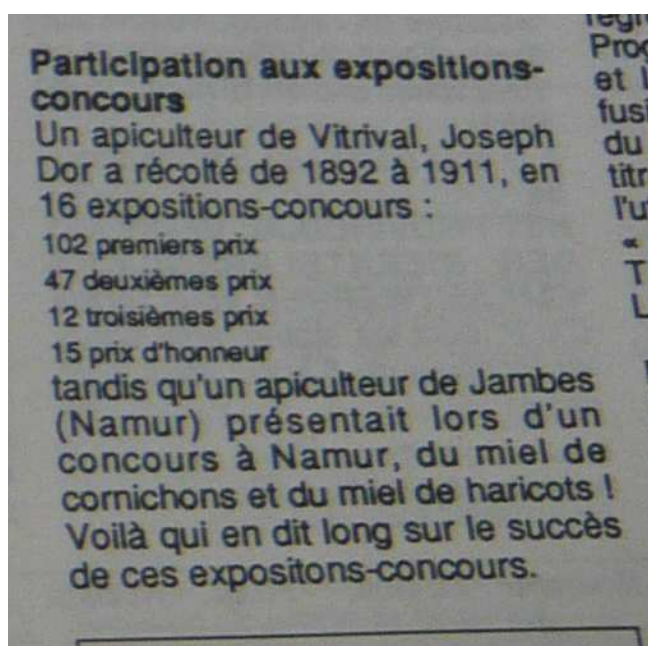 Participation aux expositions-
concours
Un apiculteur de Vitrival, Joseph
Dor a récolté de 1892 à 1911, en
16 expositions-concours :
102 premiers prix
47 deuxièmes prix
12 troisièmes prix
15 prix d'honneur
tandis qu'un apiculteur de Jambes
(Namur) présentait lors d'un
concours à Namur, du miel de
cornichons et du miel de haricots !
Voilà qui en dit long sur le succès
de ces expositons-concours.
et
du
«